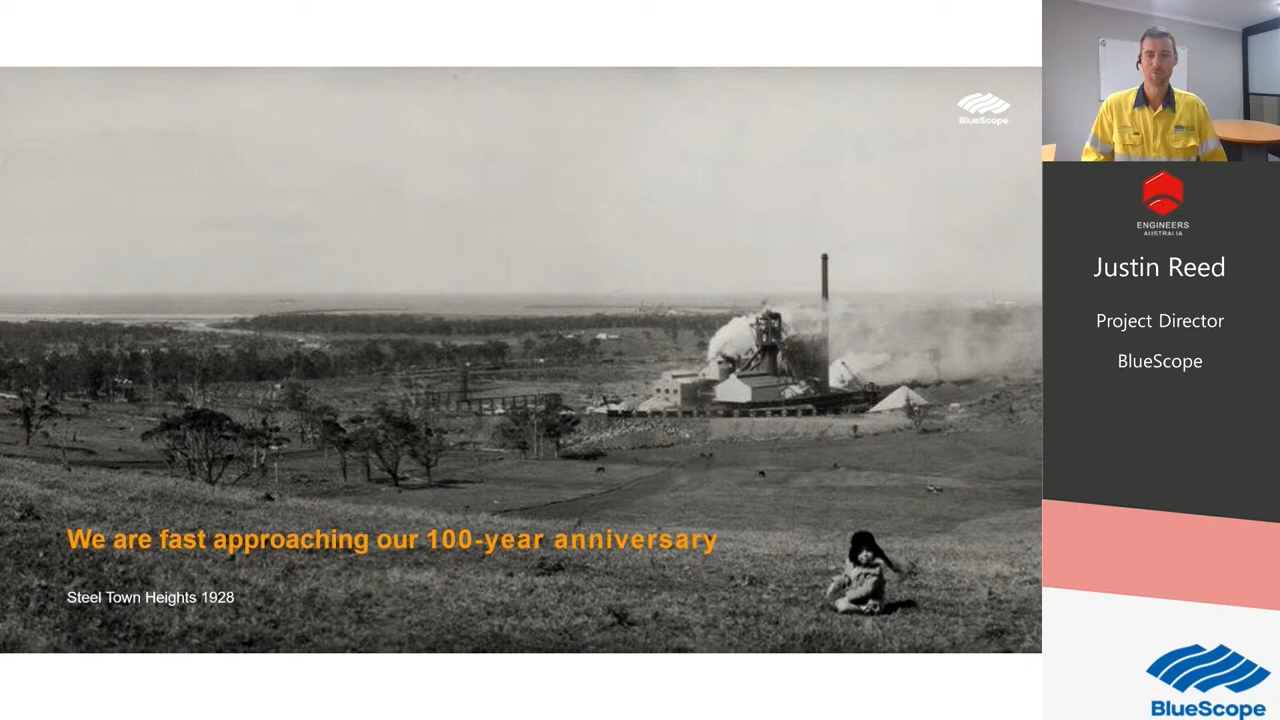 BlueScope
We are fast approaching our 100-year anniversary
Steel Town Heights 1928
ENGINEERS
AUSTRALIA
Justin Reed
Project Director
BlueScope
BlueScope